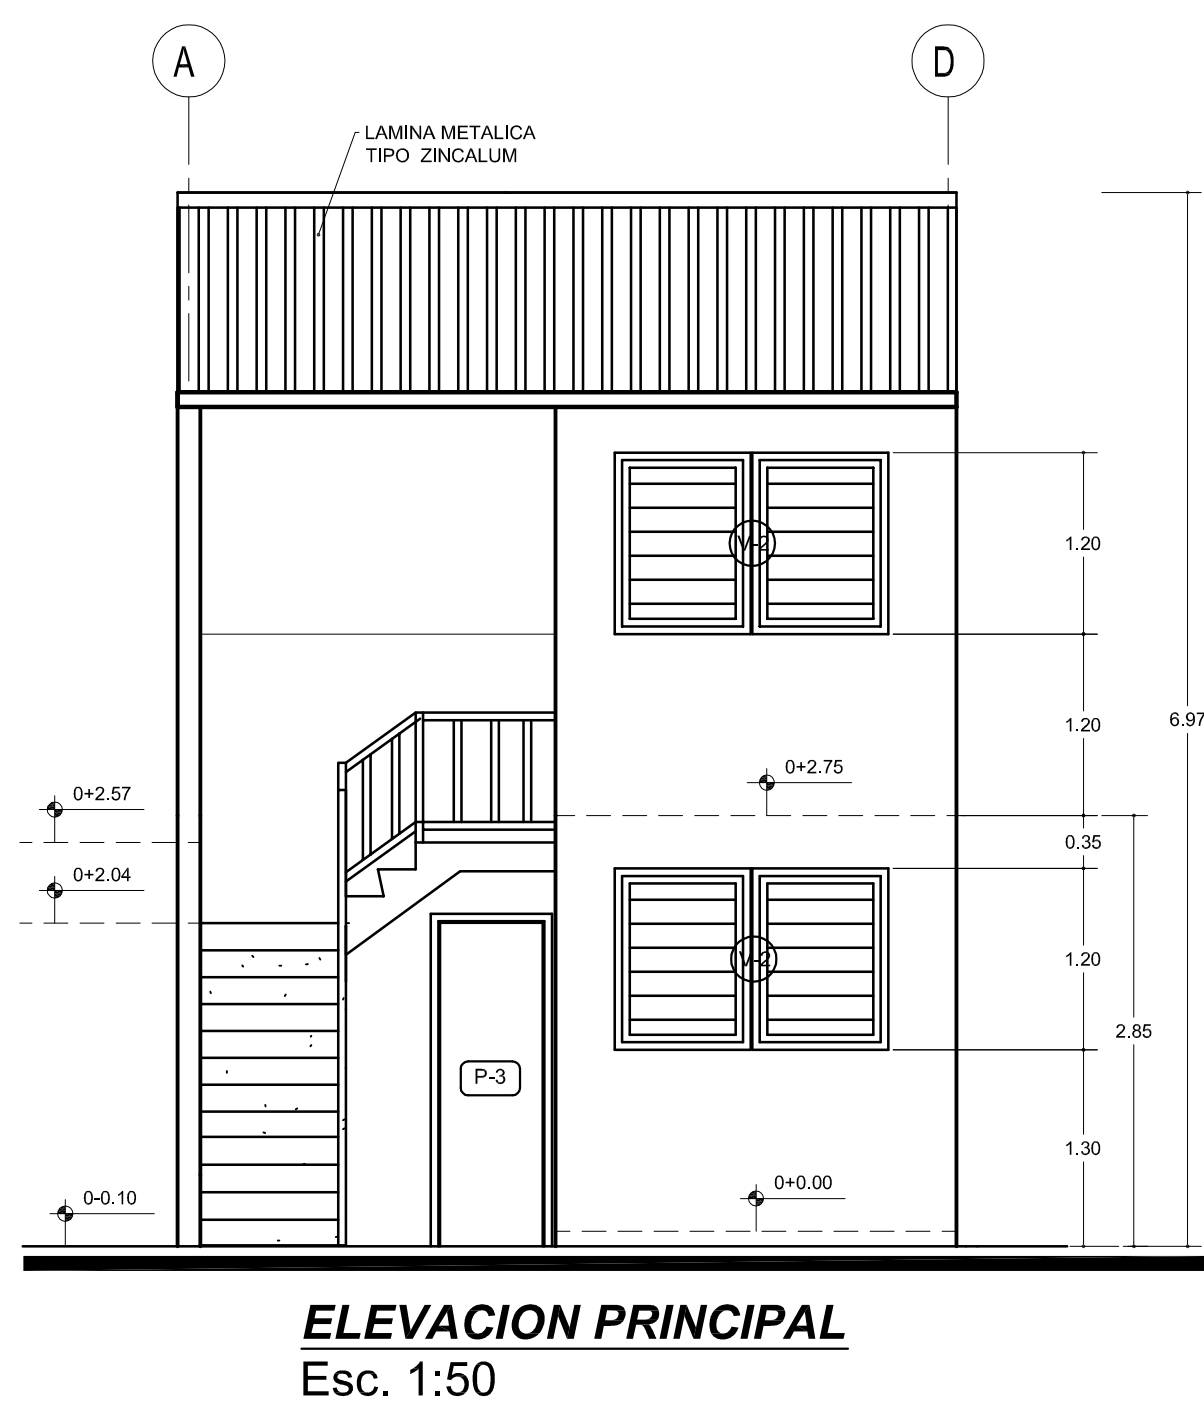 A
D
LAMINA METALICA
TIPO ZINCALUM
V-2
1.20
1.20
6.97
0+2.75
0+2.57
0.35
0+2.04
V-2
1.20
2.85
P-3
1.30
0+0.00
0-0.10
ELEVACION PRINCIPAL
Esc. 1:50